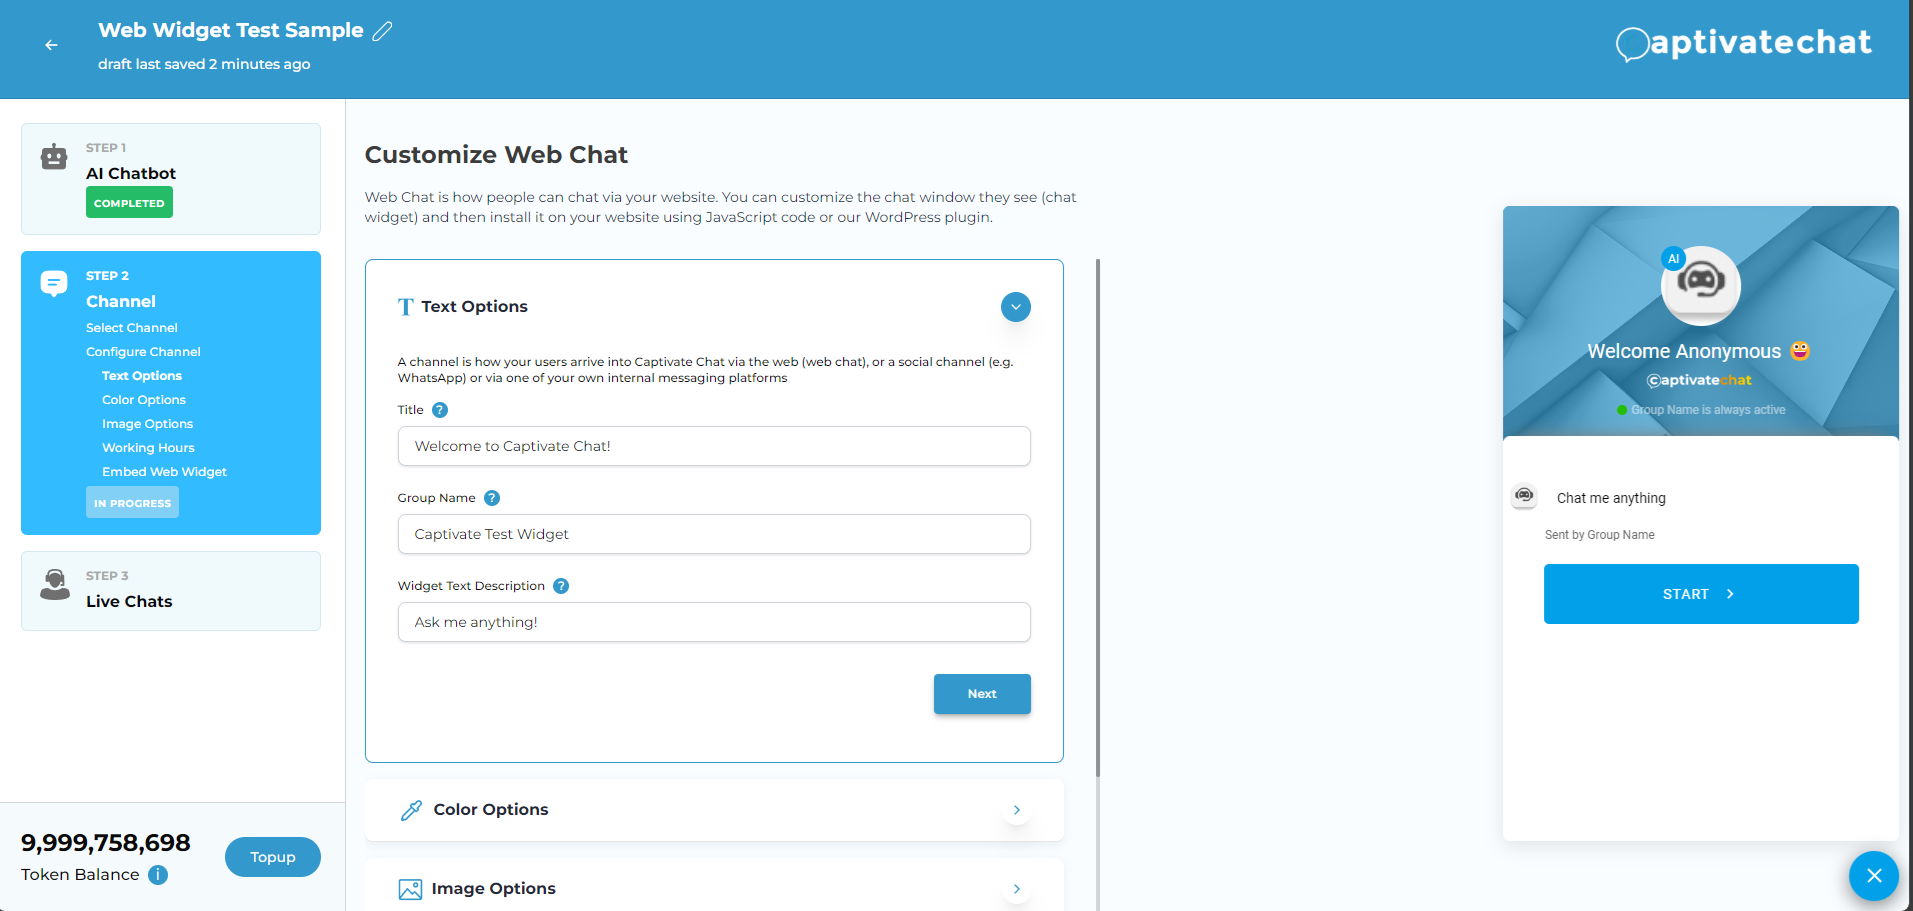 Web Widget Test Sample
draft last saved 2 minutes ago
aptivatechat
STEP 1
AI Chatbot
COMPLETED
STEP 2
Channel
Select Channel
Configure Channel
Text Options
Color Options
Image Options
Working Hours
Embed Web Widget
IN PROGRESS
STEP 3
Live Chats
9,999,758,698
Token Balance i
Topup
Customize Web Chat
Web Chat is how people can chat via your website. You can customize the chat window they see (chat
widget) and then install it on your website using JavaScript code or our WordPress plugin.
T Text Options
A channel is how your users arrive into Captivate Chat via the web (web chat), or a social channel (e.g.
WhatsApp) or via one of your own internal messaging platforms
Title ?
Welcome to Captivate Chat!
Group Name ?
Captivate Test Widget
Widget Text Description ?
Ask me anything!
Next
Color Options
Image Options
AI
Welcome Anonymous 😀
captivatechat
Group Name is always active
Chat me anything
Sent by Group Name
START